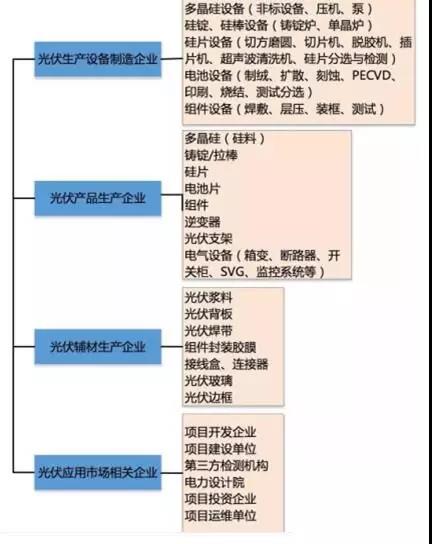 光伏生产设备制造企业
多晶硅设备（非标设备、压机、泵）
硅锭、硅棒设备（铸锭炉、单晶炉）
硅片设备（切方磨圆、切片机、脱胶机、插
片机、超声波清洗机、硅片分选与检测）
电池设备（制绒、扩散、刻蚀、PECVD、
印刷、烧结、测试分选）
组件设备（焊敷、层压、装框、测试）
光伏产品生产企业
多晶硅（硅料）
铸锭/拉棒
硅片
电池片
组件
逆变器
光伏支架
电气设备（箱变、断路器、开
关柜、SVG、监控系统等）
光伏辅材生产企业
光伏浆料
光伏背板
光伏焊带
组件封装胶膜
接线盒、连接器
光伏玻璃
光伏边框
光伏应用市场相关企业
项目开发企业
项目建设单位
第三方检测机构
电力设计院
项目投资企业
项目运维单位